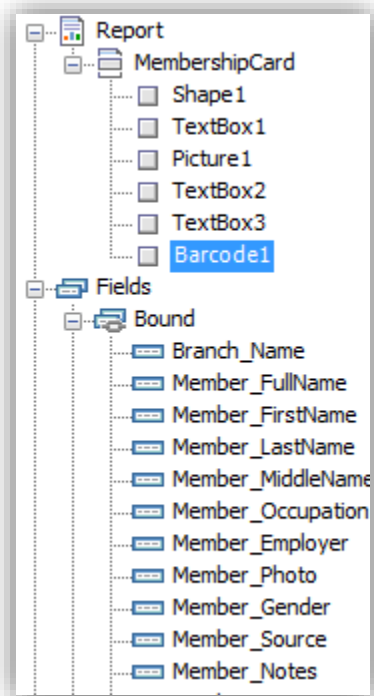 Report
MembershipCard
Shape1
TextBox1
Picture1
TextBox2
TextBox3
Barcode1
Fields
Bound
Branch_Name
Member_FullName
Member_FirstName
Member_LastName
Member_MiddleName
Member_Occupation
Member_Employer
Member_Photo
Member_Gender
Member_Source
Member_Notes